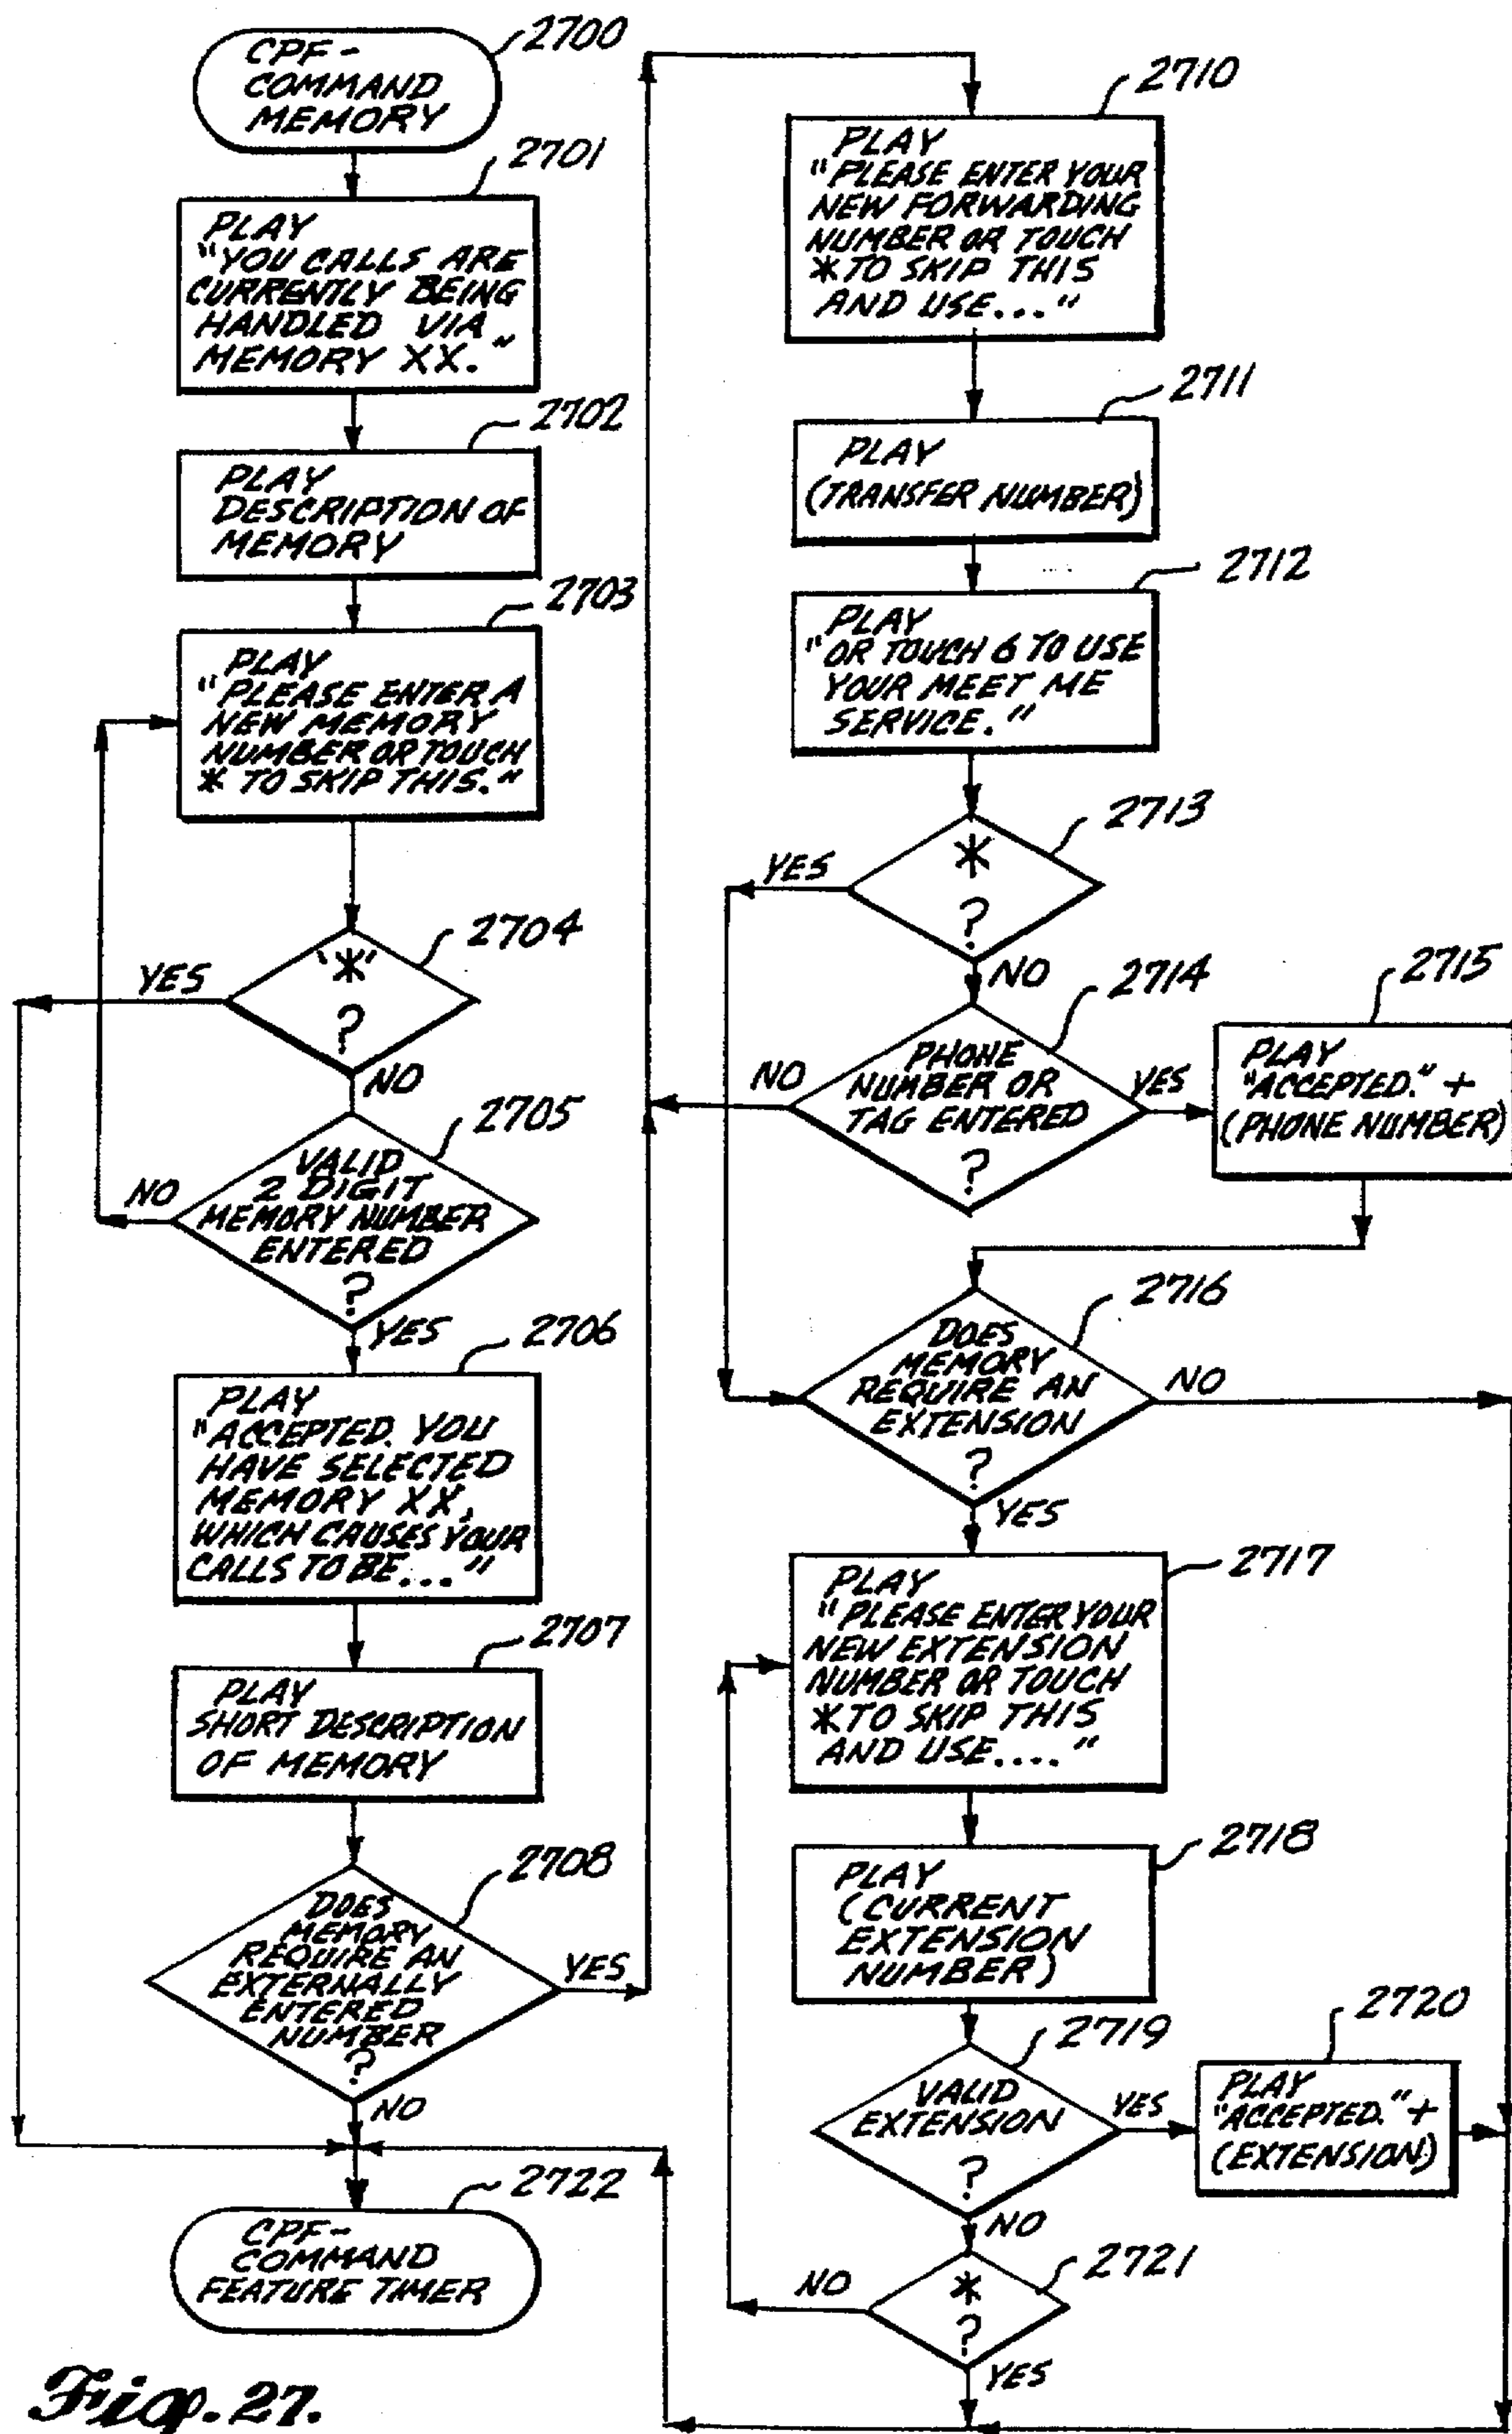 CPF-
COMMAND
MEMORY
2700
2701
PLAY
"YOU CALLS ARE
CURRENTLY BEING
HANDLED VIA
MEMORY XX."
2702
PLAY
DESCRIPTION OF
MEMORY
2703
PLAY
"PLEASE ENTER A
NEW MEMORY
NUMBER OR TOUCH
* TO SKIP THIS."
2704
'*'
?
YES
NO
2705
VALID
2 DIGIT
MEMORY NUMBER
ENTERED
?
NO
YES
2706
PLAY
"ACCEPTED. YOU
HAVE SELECTED
MEMORY XX,
WHICH CAUSES YOUR
CALLS TO BE..."
2707
PLAY
SHORT DESCRIPTION
OF MEMORY
2708
DOES
MEMORY
REQUIRE AN
EXTERNALLY
ENTERED
NUMBER
?
YES
NO
2722
CPF-
COMMAND
FEATURE TIMER
2710
PLAY
"PLEASE ENTER YOUR
NEW FORWARDING
NUMBER OR TOUCH
* TO SKIP THIS
AND USE..."
2711
PLAY
(TRANSFER NUMBER)
2712
PLAY
"OR TOUCH 6 TO USE
YOUR MEET ME
SERVICE."
2713
*
?
YES
NO
2714
PHONE
NUMBER OR
TAG ENTERED
?
NO
YES
2715
PLAY
"ACCEPTED." +
(PHONE NUMBER)
2716
DOES
MEMORY
REQUIRE AN
EXTENSION
?
NO
YES
2717
PLAY
"PLEASE ENTER YOUR
NEW EXTENSION
NUMBER OR TOUCH
* TO SKIP THIS
AND USE...."
2718
PLAY
(CURRENT
EXTENSION
NUMBER)
2719
VALID
EXTENSION
?
YES
NO
2720
PLAY
"ACCEPTED." +
(EXTENSION)
2721
*
?
NO
YES
Fig. 27.